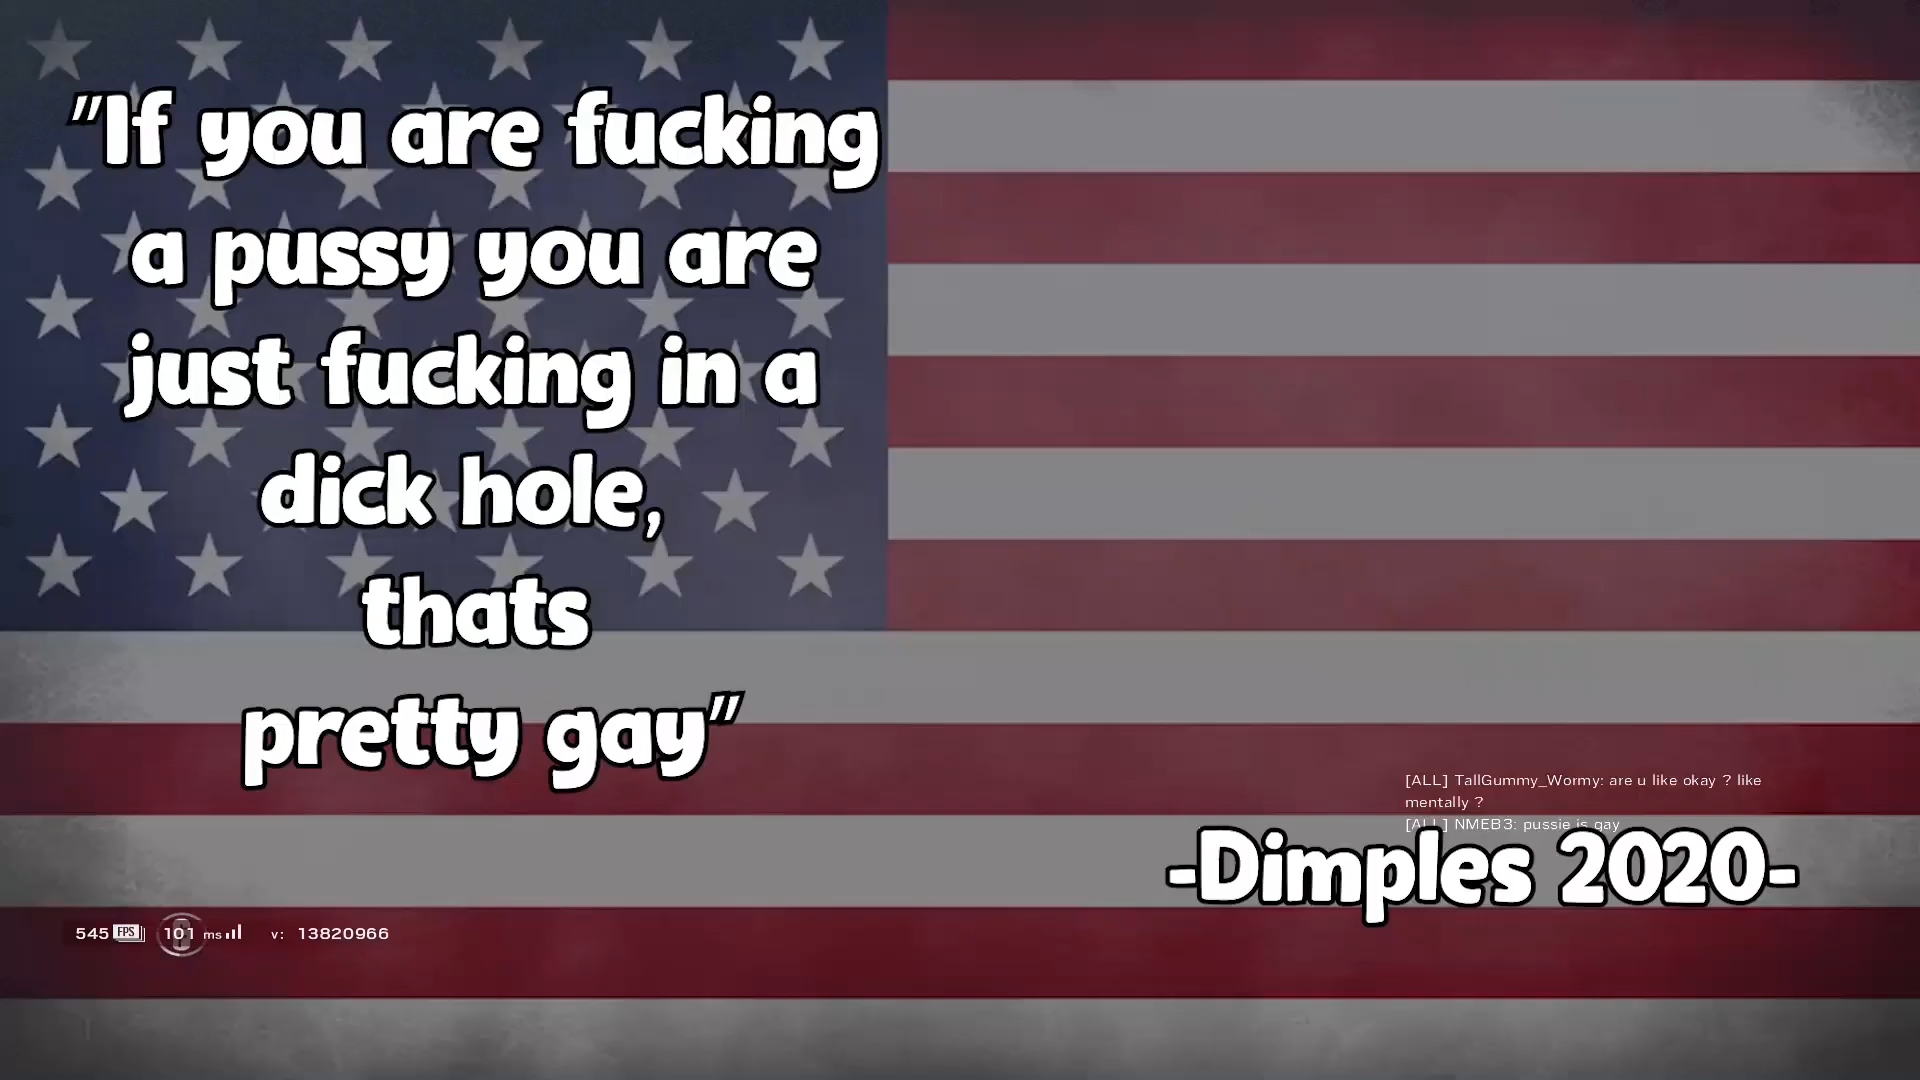 "If you are fucking
a pussy you are
just fucking in a
dick hole,
thats
pretty gay"
[ALL] TallGummy_Wormy: are u like okay ? like
mentally ?
[ALL] NMEB3: pussie is gay
-Dimples 2020-
545 FPS 101 ms v: 13820966